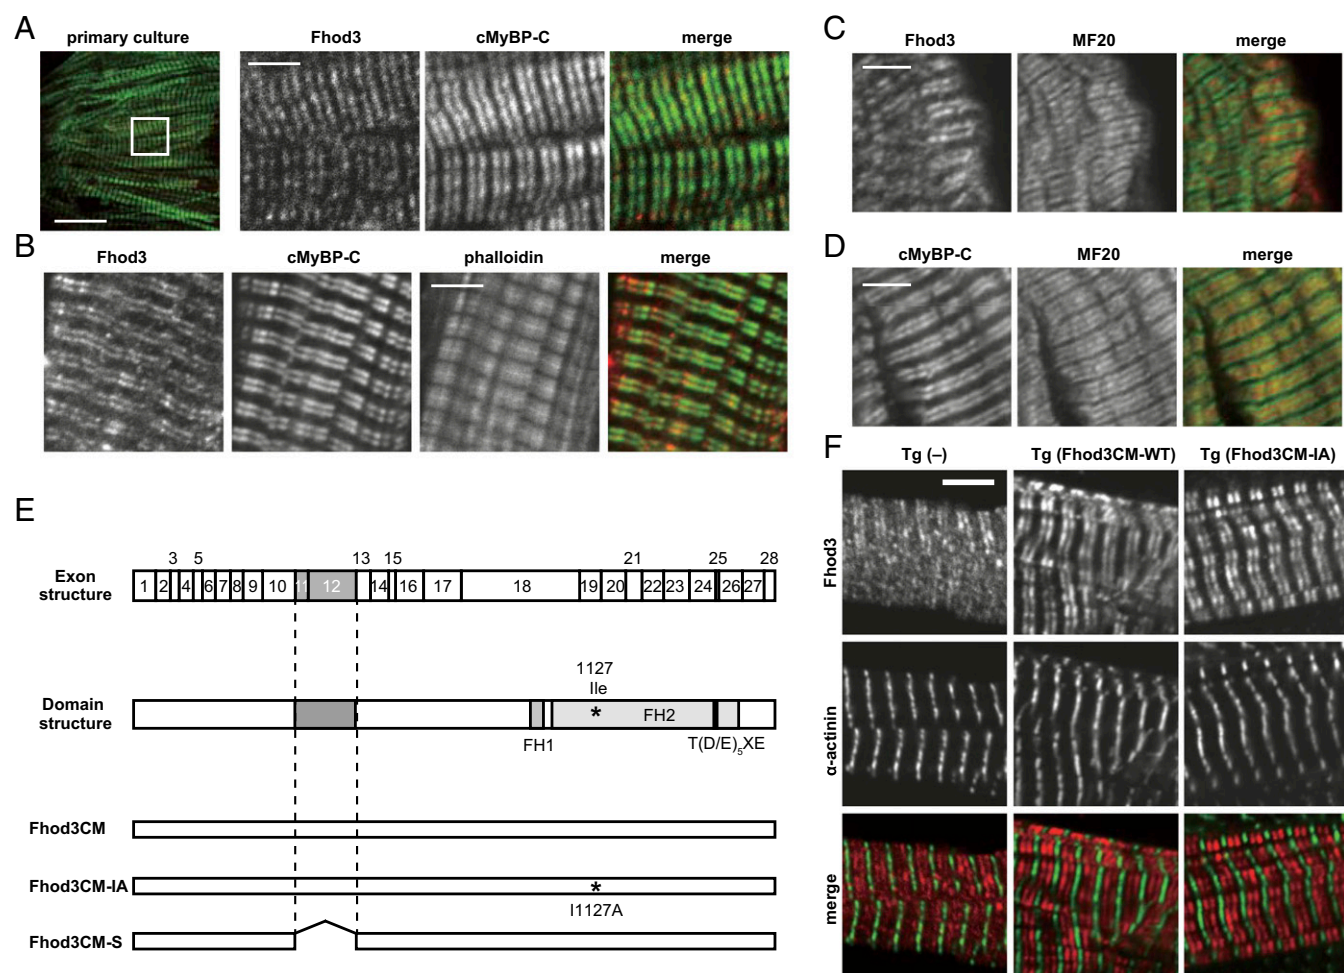 A
primary culture
Fhod3
cMyBP-C
merge
B
Fhod3
cMyBP-C
phalloidin
merge
C
Fhod3
MF20
merge
D
cMyBP-C
MF20
merge
E
3 5 13 15 21 25 28
Exon structure
1 2 4 6 7 8 9 10 11 12 14 16 17 18 19 20 22 23 24 26 27
1127
Ile
Domain structure
*
FH2
FH1
T(D/E)5XE
Fhod3CM
Fhod3CM-IA
*
I1127A
Fhod3CM-S
F
Tg (–)
Tg (Fhod3CM-WT)
Tg (Fhod3CM-IA)
Fhod3
α-actinin
merge